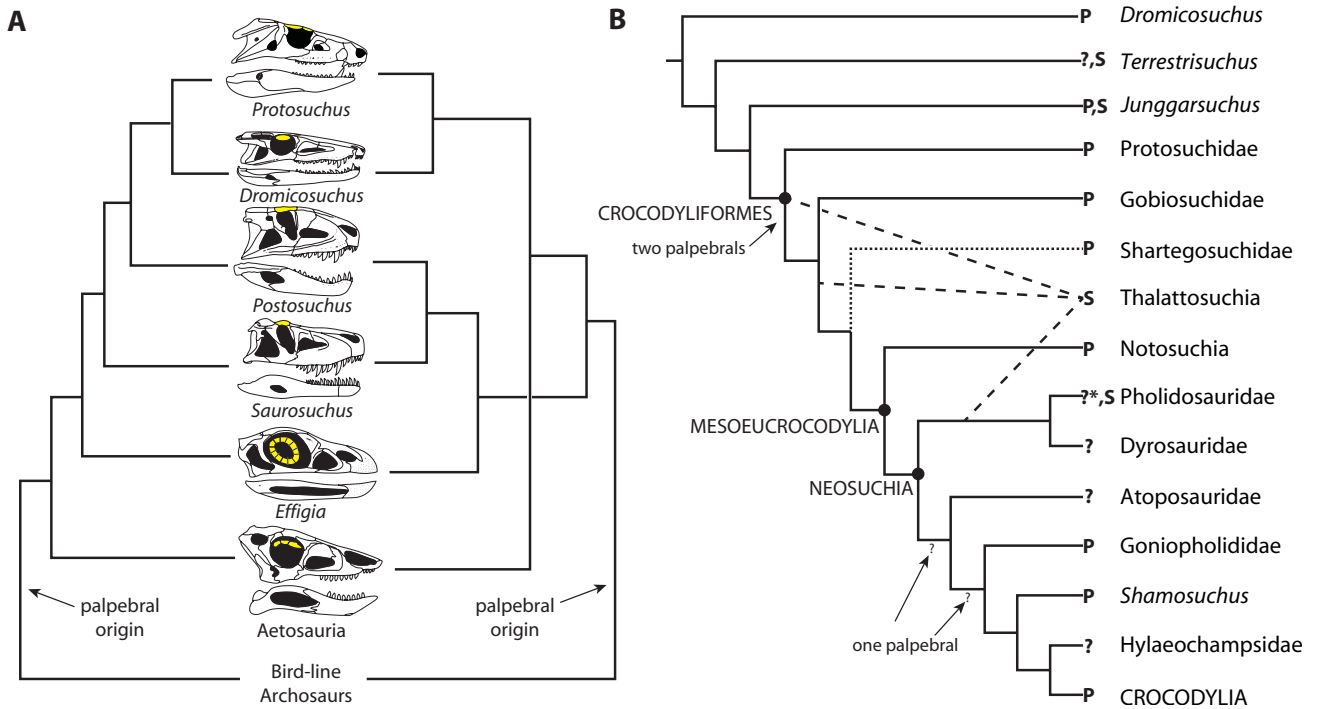 A
Protosuchus
Dromicosuchus
Postosuchus
Saurosuchus
Effigia
Aetosauria
palpebral
origin
palpebral
origin
Bird-line
Archosaurs
B
P Dromicosuchus
?,S Terrestrisuchus
P,S Junggarsuchus
P Protosuchidae
P Gobiosuchidae
CROCODYLIFORMES
two palpebrals
P Shartegosuchidae
S Thalattosuchia
P Notosuchia
?*,S Pholidosauridae
MESOEUCROCODYLIA
? Dyrosauridae
NEOSUCHIA
? Atoposauridae
?
P Goniopholididae
?
P Shamosuchus
one palpebral
? Hylaeochampsidae
P CROCODYLIA